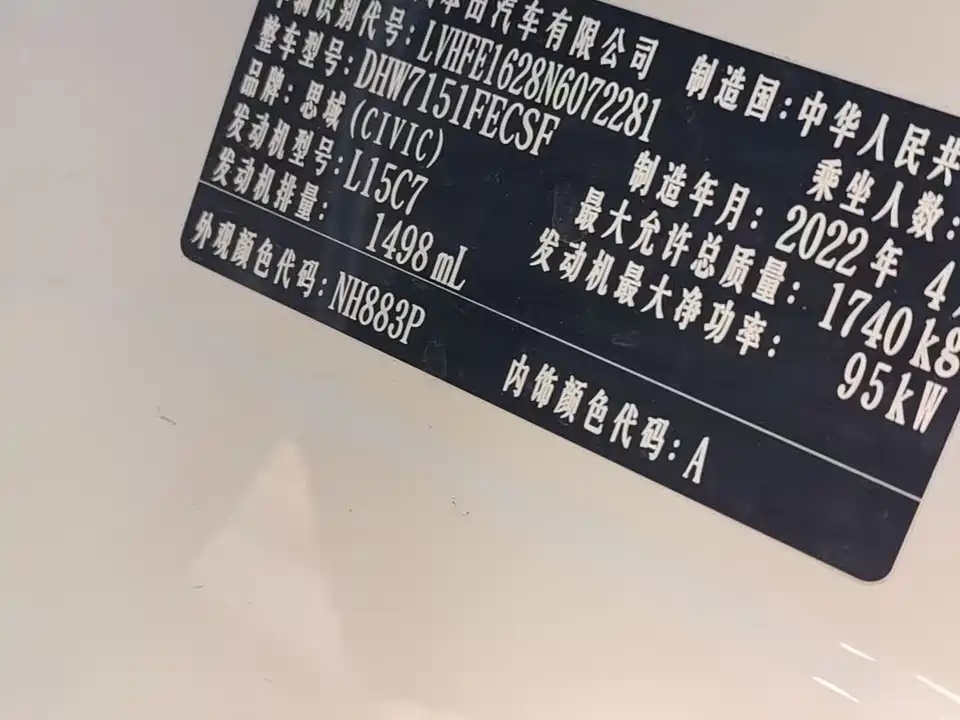 本田汽车有限公司
车辆识别代号：LVHFE1628N6072281 制造国：中华人民共
整车型号：DHW7151FECSF 乘坐人数：
品牌：思域(CIVIC) 制造年月：2022年 4
发动机型号：L15C7 最大允许总质量：1740kg
发动机排量：1498mL 发动机最大净功率：95kW
外观颜色代码：NH883P 内饰颜色代码：A